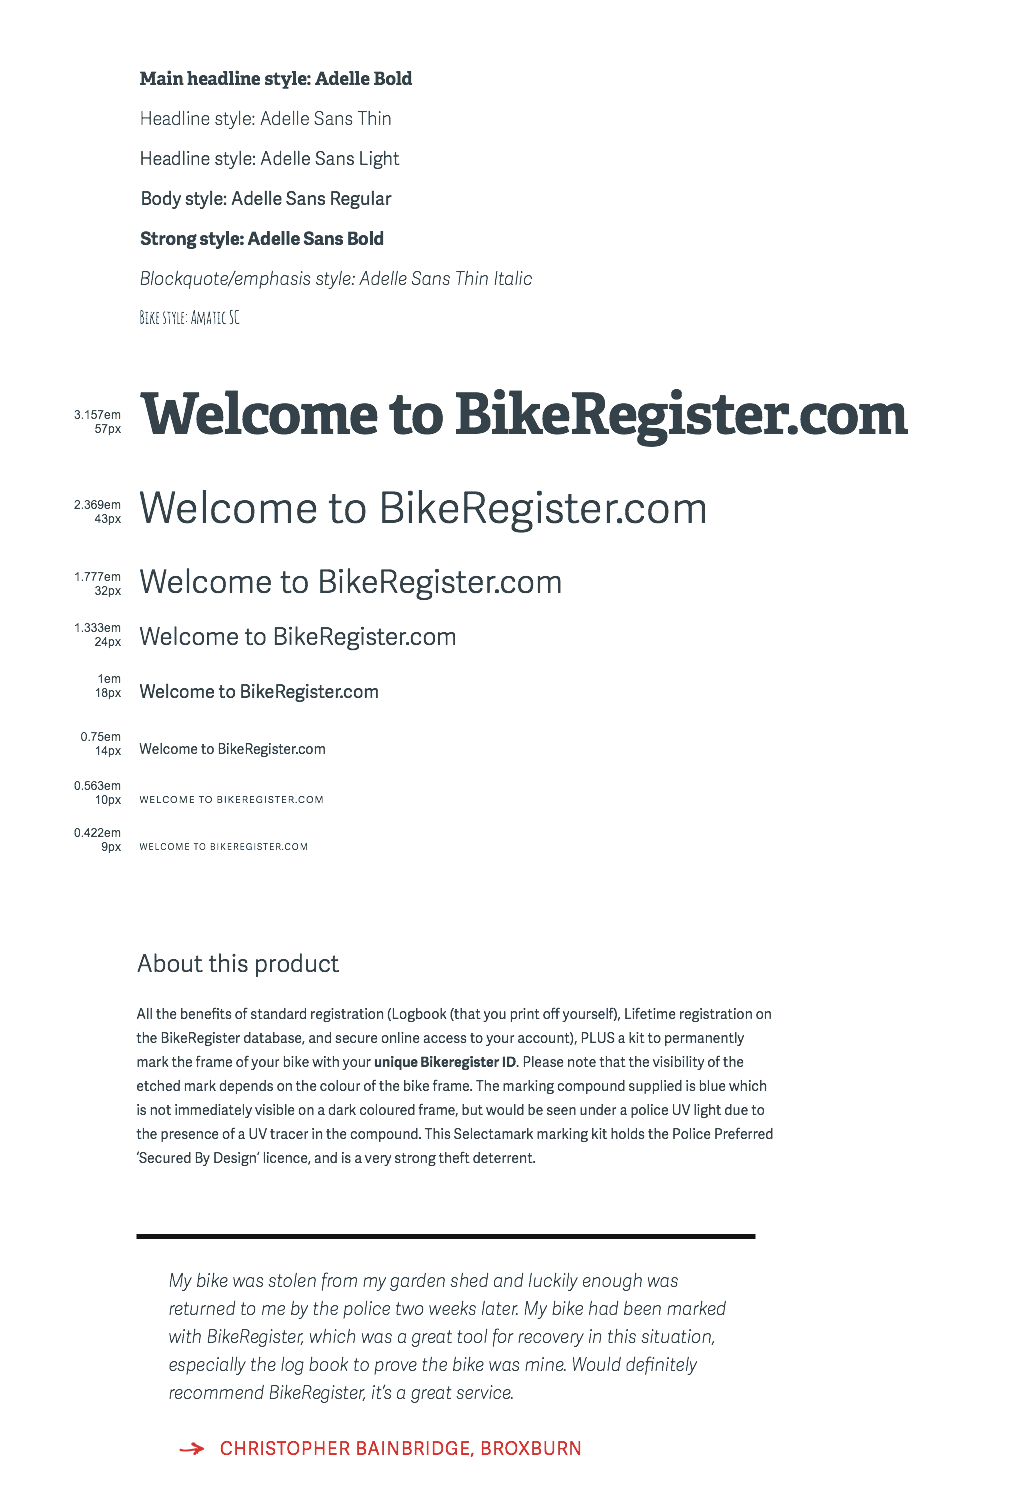 Main headline style: Adelle Bold
Headline style: Adelle Sans Thin
Headline style: Adelle Sans Light
Body style: Adelle Sans Regular
Strong style: Adelle Sans Bold
Blockquote/emphasis style: Adelle Sans Thin Italic
Bike style: Amatic SC
3.157em
57px
Welcome to BikeRegister.com
2.369em
43px
Welcome to BikeRegister.com
1.777em
32px
Welcome to BikeRegister.com
1.333em
24px
Welcome to BikeRegister.com
1em
18px
Welcome to BikeRegister.com
0.75em
14px
Welcome to BikeRegister.com
0.563em
10px
WELCOME TO BIKEREGISTER.COM
0.422em
9px
WELCOME TO BIKEREGISTER.COM
About this product
All the benefits of standard registration (Logbook (that you print off yourself), Lifetime registration on
the BikeRegister database, and secure online access to your account), PLUS a kit to permanently
mark the frame of your bike with your unique Bikeregister ID. Please note that the visibility of the
etched mark depends on the colour of the bike frame. The marking compound supplied is blue which
is not immediately visible on a dark coloured frame, but would be seen under a police UV light due to
the presence of a UV tracer in the compound. This Selectamark marking kit holds the Police Preferred
‘Secured By Design’ licence, and is a very strong theft deterrent.
My bike was stolen from my garden shed and luckily enough was
returned to me by the police two weeks later. My bike had been marked
with BikeRegister, which was a great tool for recovery in this situation,
especially the log book to prove the bike was mine. Would definitely
recommend BikeRegister, it's a great service.
CHRISTOPHER BAINBRIDGE, BROXBURN